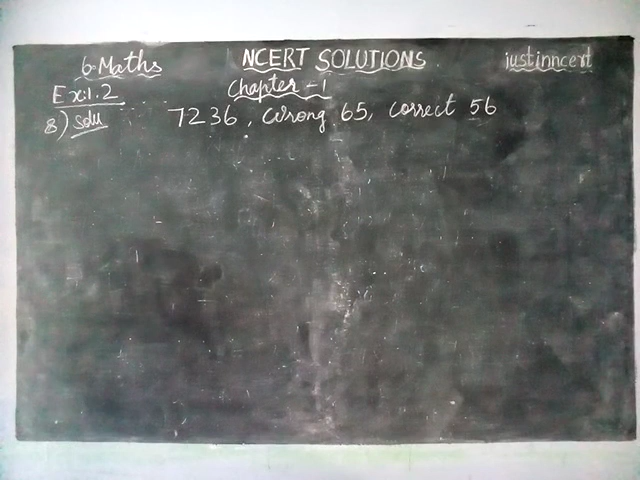 6. Maths NCERT SOLUTIONS. justinncert
Ex:1.2 Chapter -1
8) Solu 7236, wrong 65, correct 56